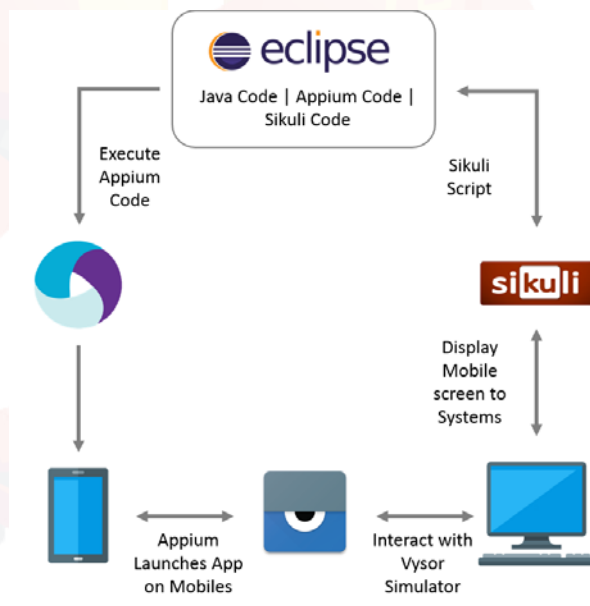 eclipse
Java Code | Appium Code |
Sikuli Code
Execute
Appium
Code
Sikuli
Script
sikuli
Display
Mobile
screen to
Systems
Appium
Launches App
on Mobiles
Interact with
Vysor
Simulator